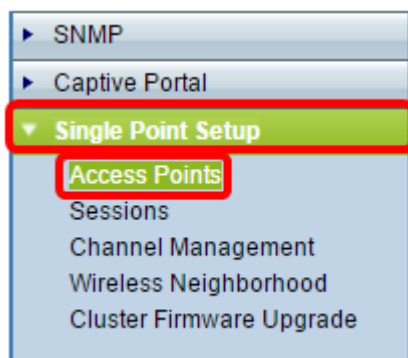 SNMP
Captive Portal
Single Point Setup
Access Points
Sessions
Channel Management
Wireless Neighborhood
Cluster Firmware Upgrade